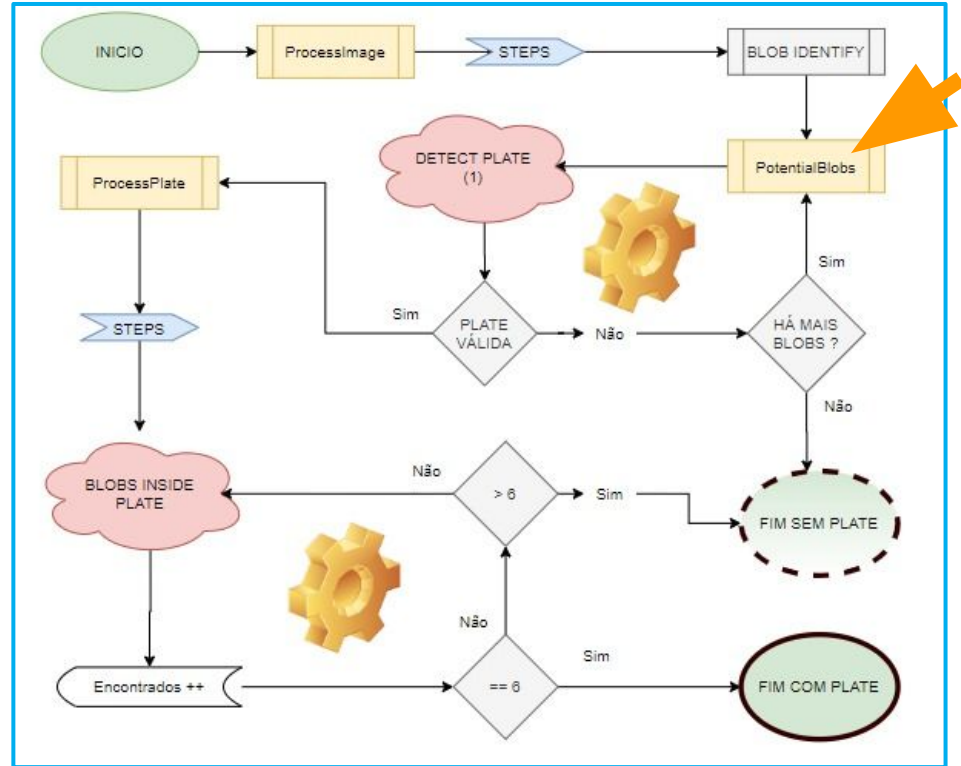 INICIO
ProcessImage
STEPS
BLOB IDENTIFY
DETECT PLATE
(1)
PotentialBlobs
ProcessPlate
Sim
Sim
STEPS
PLATE
VÁLIDA
Não
HÁ MAIS
BLOBS ?
Não
BLOBS INSIDE
PLATE
Não
> 6
Sim
FIM SEM PLATE
Não
Encontrados ++
== 6
Sim
FIM COM PLATE